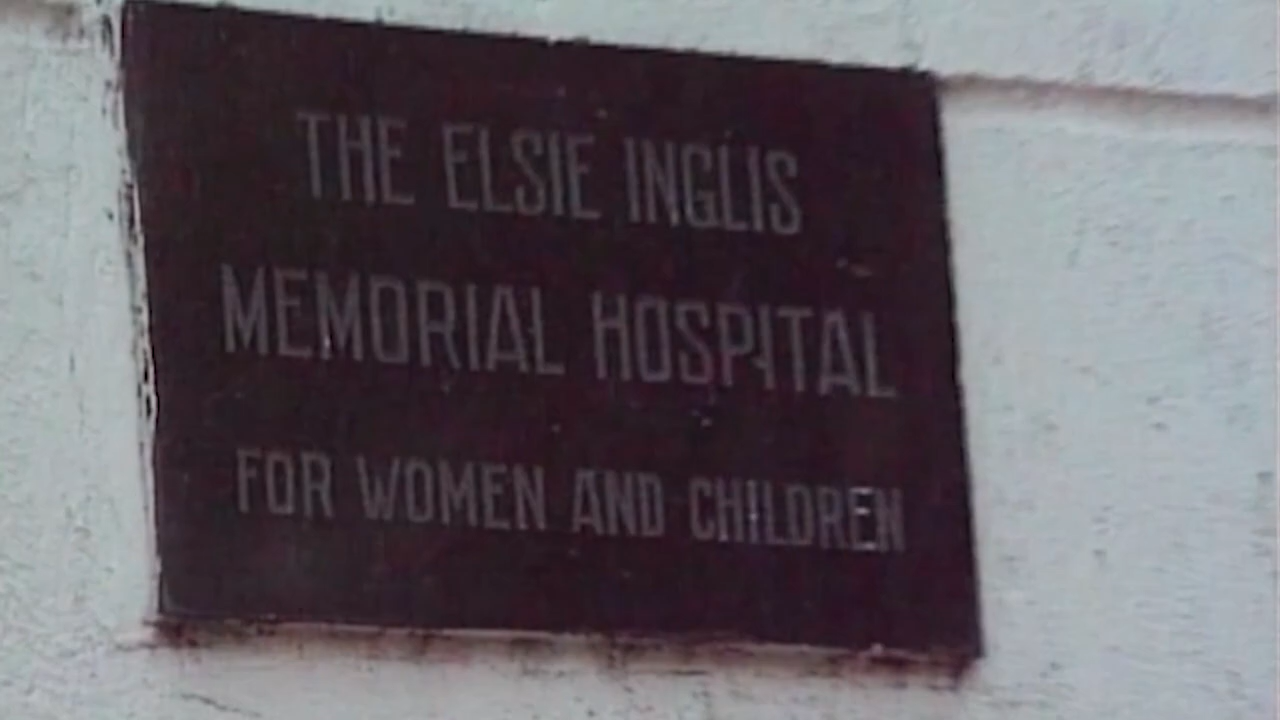 THE ELSIE INGLIS
MEMORIAL HOSPITAL
FOR WOMEN AND CHILDREN